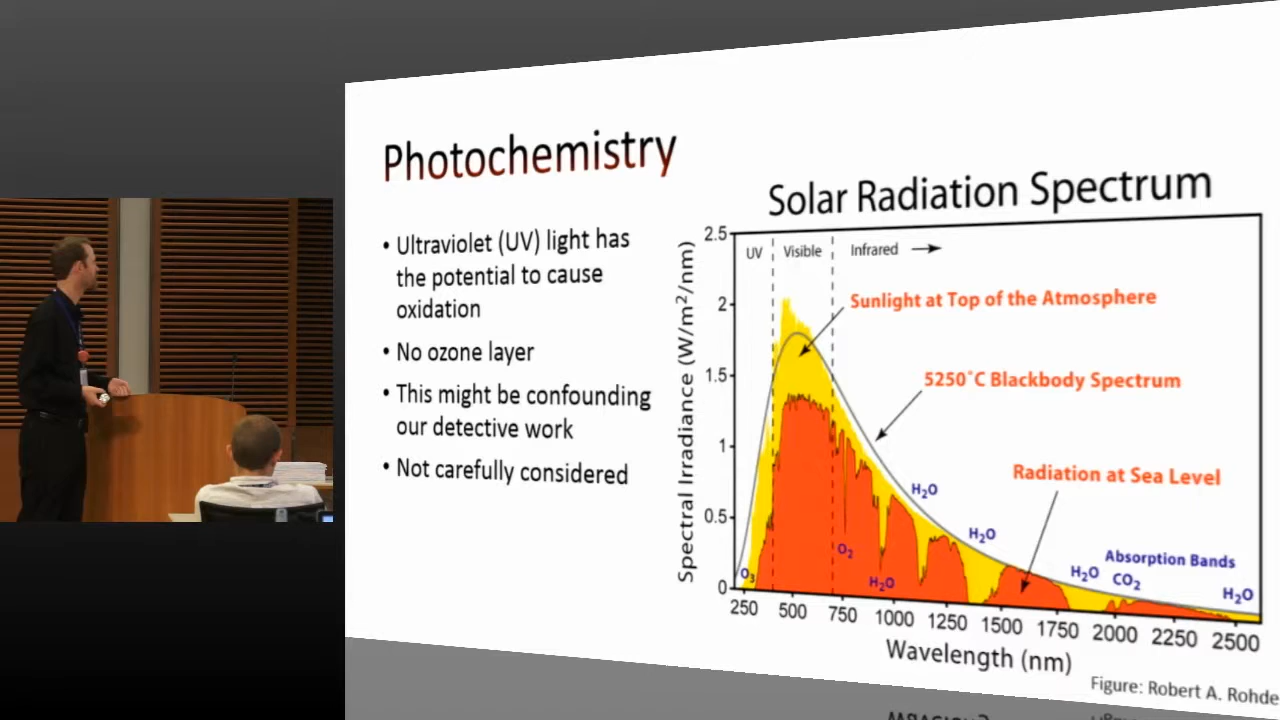 Photochemistry
• Ultraviolet (UV) light has
the potential to cause
oxidation
• No ozone layer
• This might be confounding
our detective work
• Not carefully considered
Solar Radiation Spectrum
Spectral Irradiance (W/m²/nm)
2.5
2
1.5
1
0.5
0
UV
Visible
Infrared
Sunlight at Top of the Atmosphere
5250°C Blackbody Spectrum
Radiation at Sea Level
H₂O
H₂O
Absorption Bands
O₂
H₂O
H₂O
CO₂
H₂O
O₃
250 500 750 1000 1250 1500 1750 2000 2250 2500
Wavelength (nm)
Figure: Robert A. Rohde